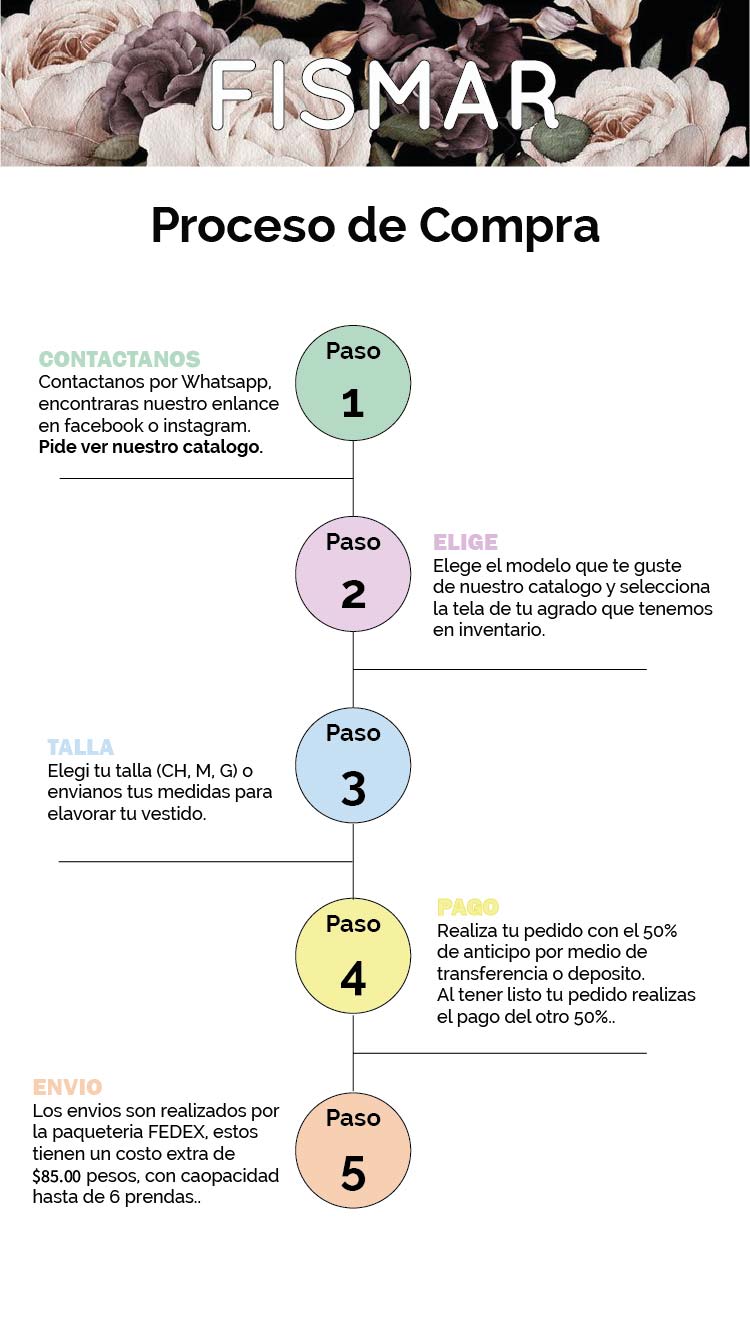 FISMAR
Proceso de Compra
Paso
1
CONTACTANOS
Contactanos por Whatsapp,
encontraras nuestro enlance
en facebook o instagram.
Pide ver nuestro catalogo.
Paso
2
ELIGE
Elege el modelo que te guste
de nuestro catalogo y selecciona
la tela de tu agrado que tenemos
en inventario.
Paso
3
TALLA
Elegi tu talla (CH, M, G) o
envianos tus medidas para
elavorar tu vestido.
Paso
4
PAGO
Realiza tu pedido con el 50%
de anticipo por medio de
transferencia o deposito.
Al tener listo tu pedido realizas
el pago del otro 50%..
Paso
5
ENVIO
Los envios son realizados por
la paqueteria FEDEX, estos
tienen un costo extra de
$85.00 pesos, con caopacidad
hasta de 6 prendas..